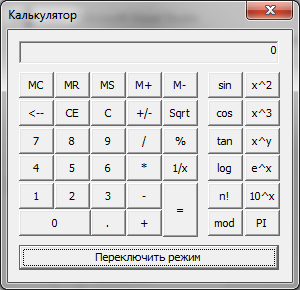 Калькулятор
0
MC MR MS M+ M- sin x^2
<-- CE C +/- Sqrt cos x^3
7 8 9 / % tan x^y
4 5 6 * 1/x log e^x
1 2 3 - = n! 10^x
0 . + mod PI
Переключить режим